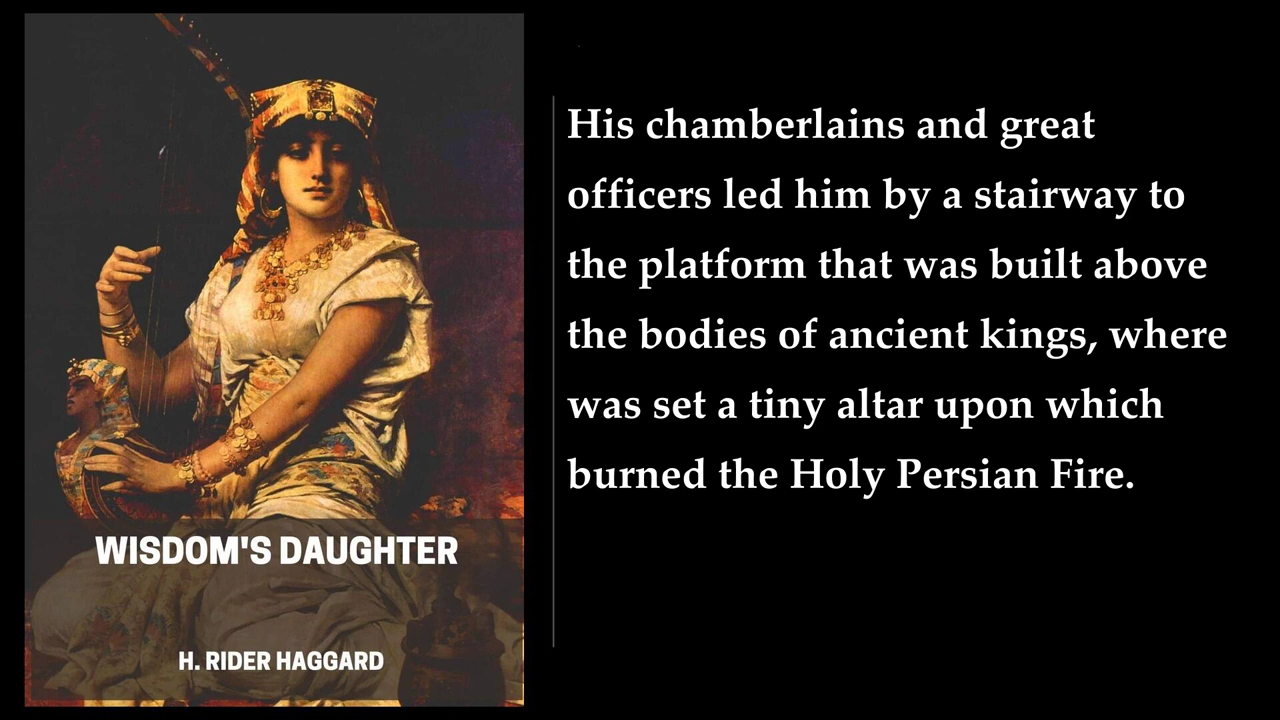 WISDOM'S DAUGHTER
H. RIDER HAGGARD
His chamberlains and great
officers led him by a stairway to
the platform that was built above
the bodies of ancient kings, where
was set a tiny altar upon which
burned the Holy Persian Fire.